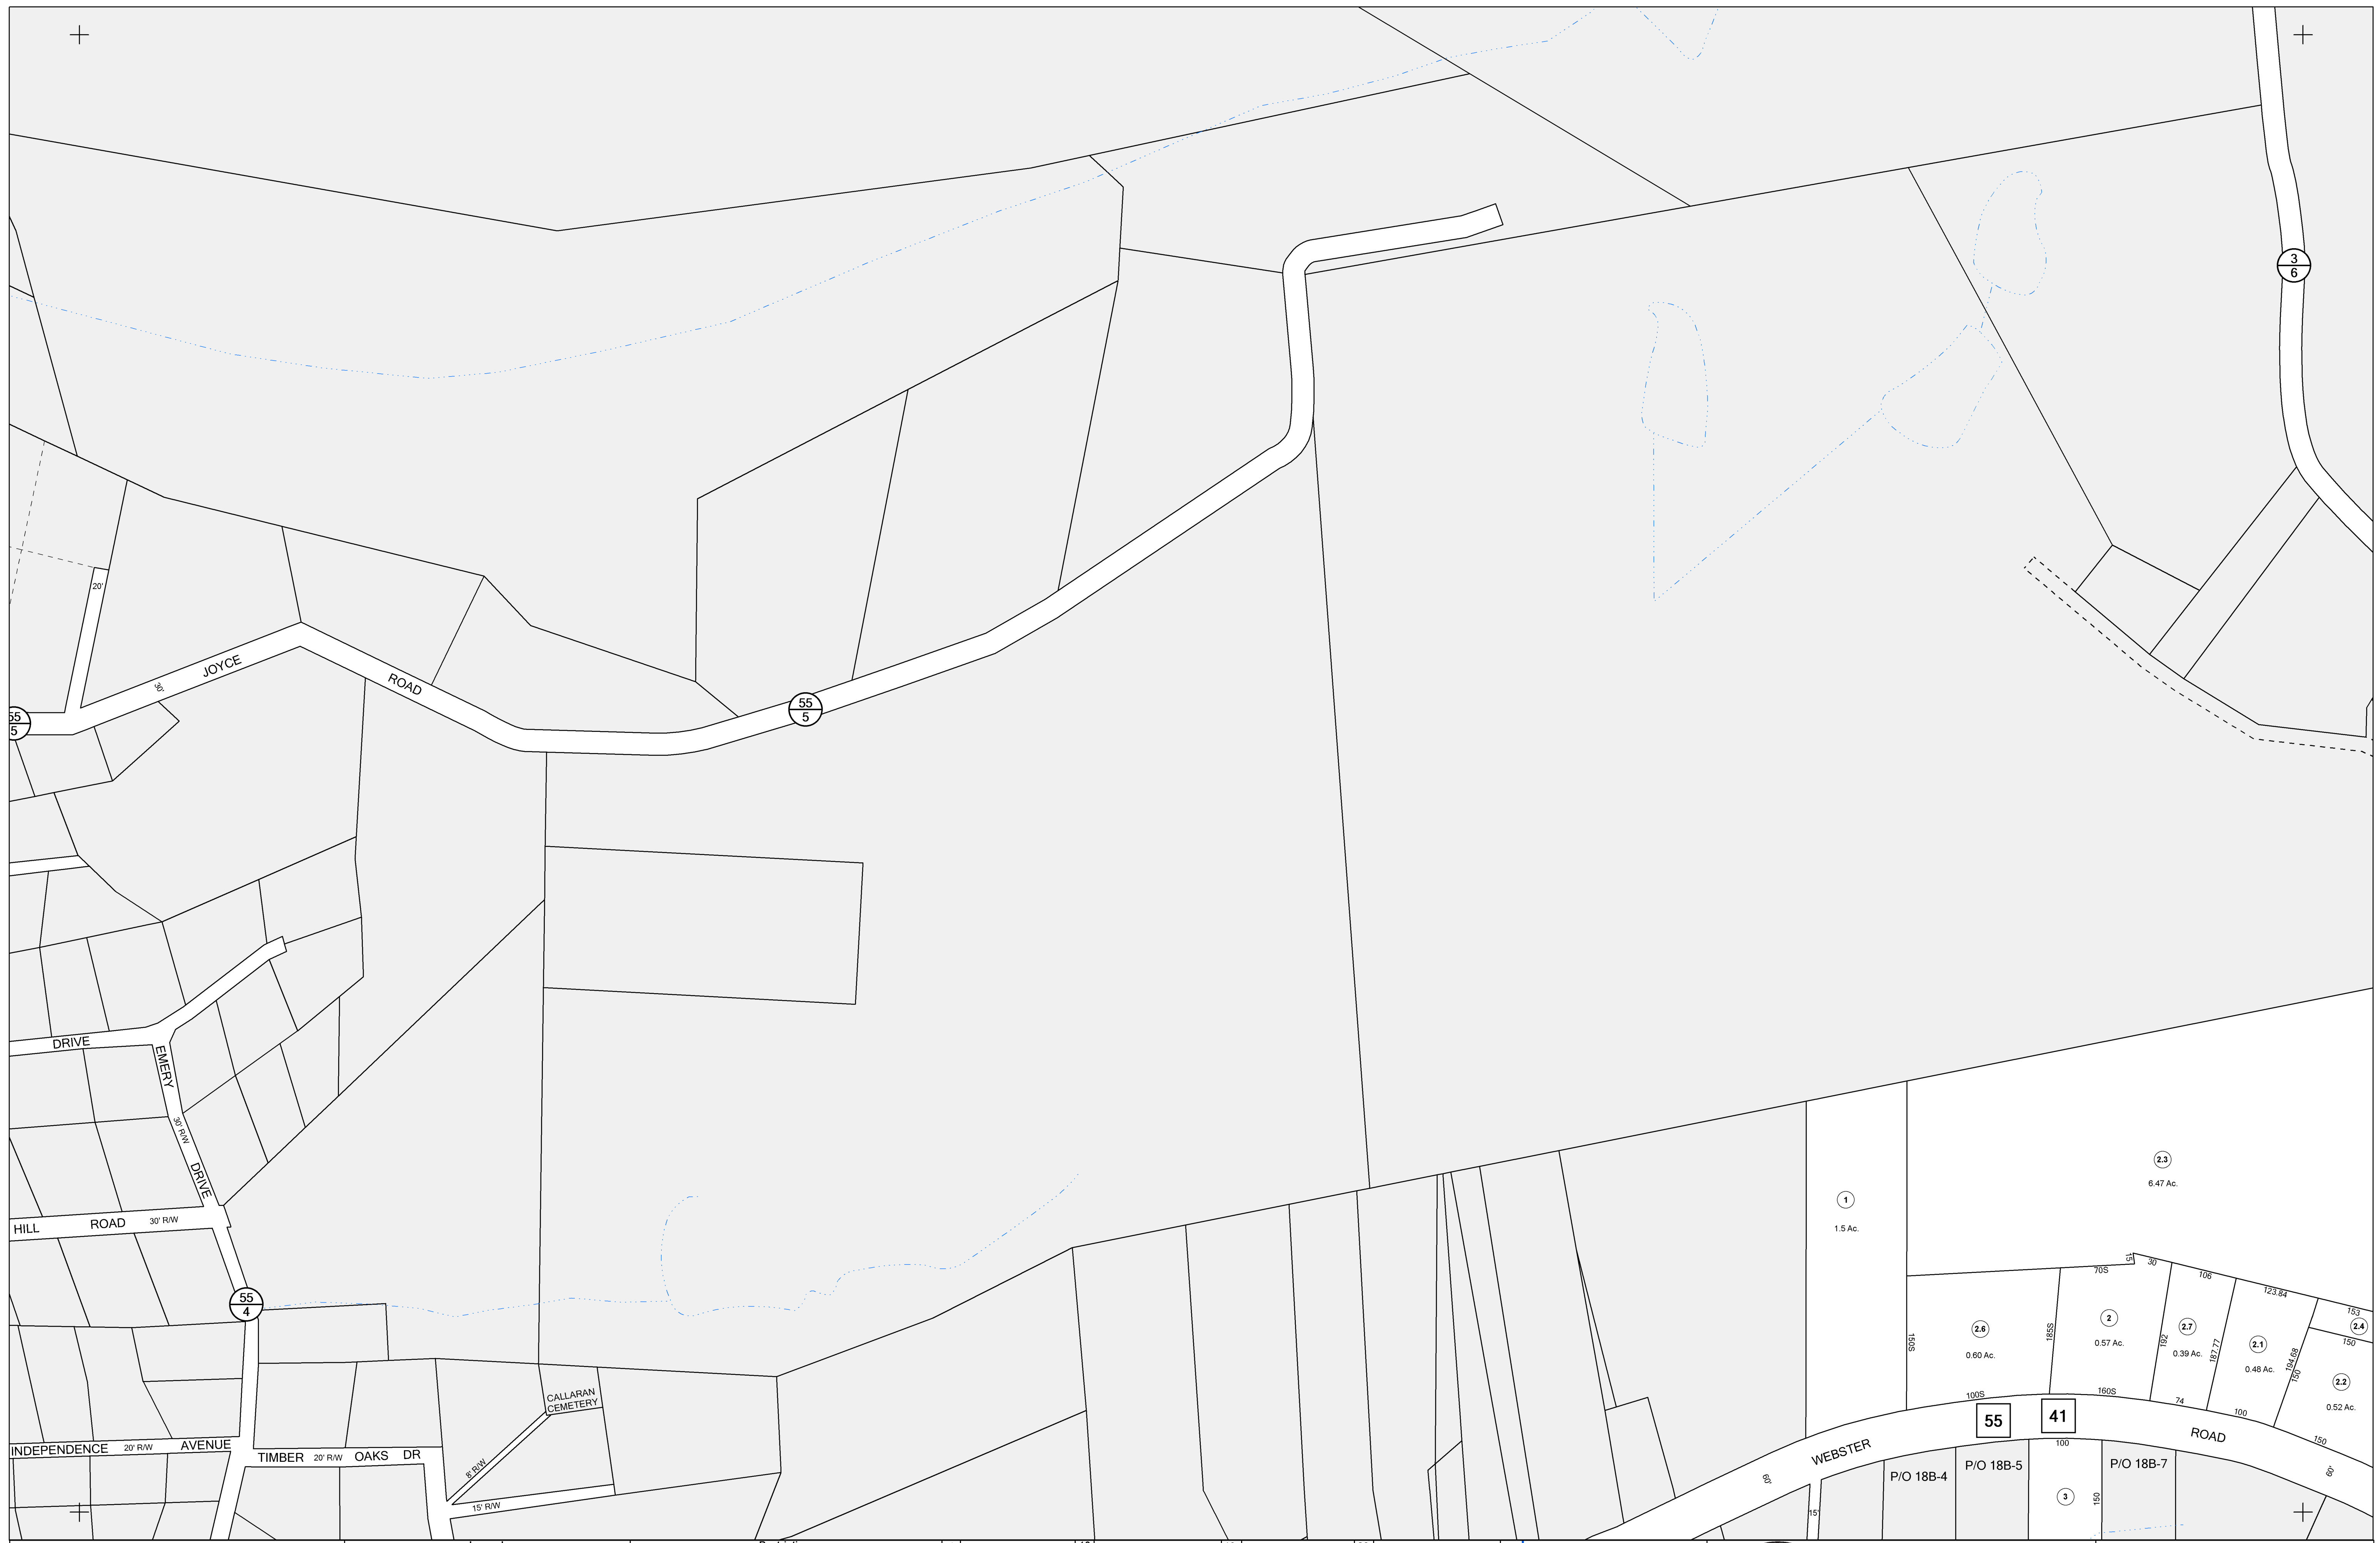 3
6
20'
JOYCE
30'
ROAD
55
5
55
5
DRIVE
EMERY
30' R/W
DRIVE
HILL ROAD 30' R/W
55
4
2.3
6.47 Ac.
1
1.5 Ac.
15
30
70S
106
123.84
153
2.4
150
2.6
0.60 Ac.
150S
185S
2
0.57 Ac.
192
2.7
0.39 Ac.
187.77
2.1
0.48 Ac.
194.68
150
2.2
0.52 Ac.
100S
160S
74
100
150
55
41
CALLARAN
CEMETERY
INDEPENDENCE 20' R/W AVENUE
TIMBER 20' R/W OAKS DR
8' R/W
15' R/W
WEBSTER
ROAD
60'
60'
100
P/O 18B-4
P/O 18B-5
P/O 18B-7
3
150
15'